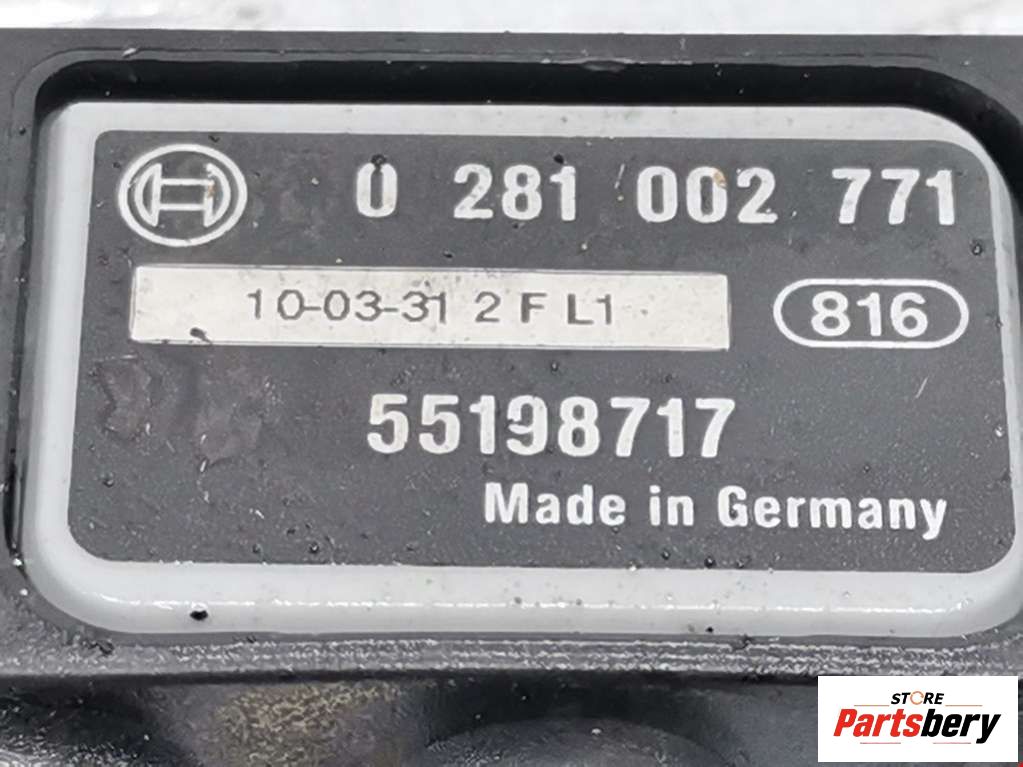 0 281 002 771
10-03-31 2 F L1
816
55198717
Made in Germany
STORE
Partsbery